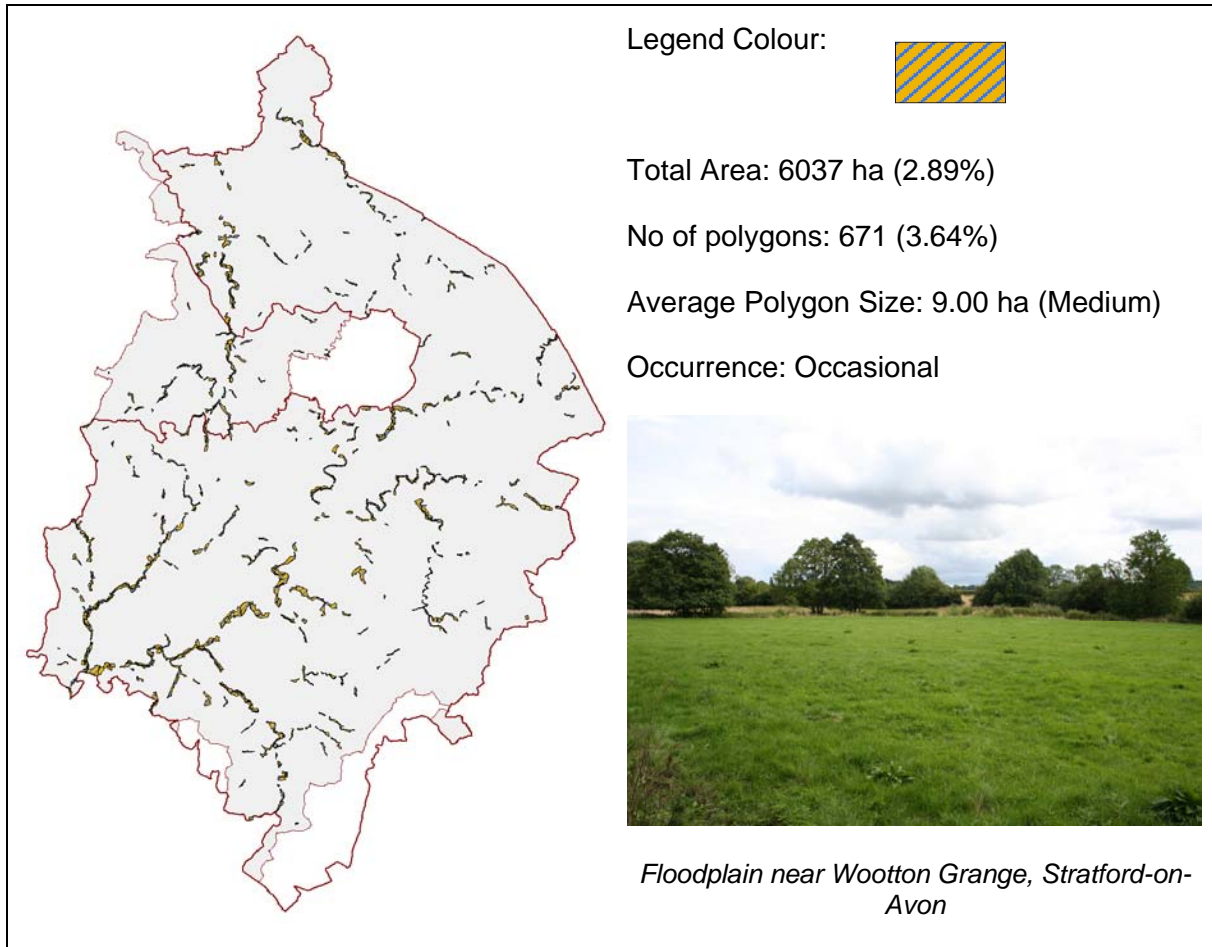 Legend Colour:
Total Area: 6037 ha (2.89%)
No of polygons: 671 (3.64%)
Average Polygon Size: 9.00 ha (Medium)
Occurrence: Occasional
Floodplain near Wootton Grange, Stratford-on-
Avon